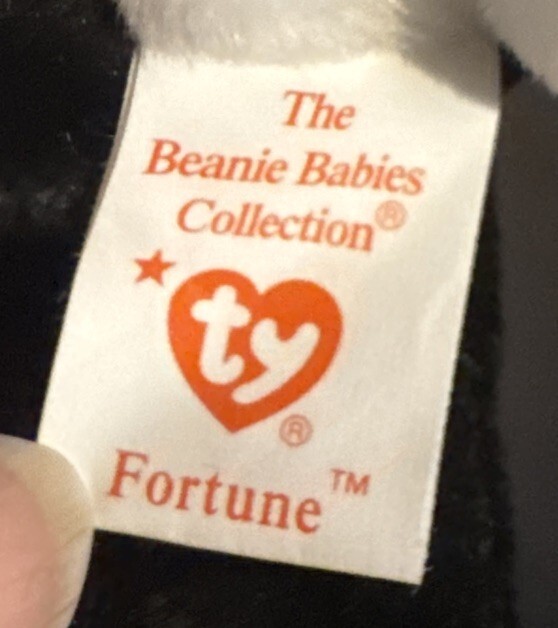 The
Beanie Babies
Collection®
ty
®
Fortune™